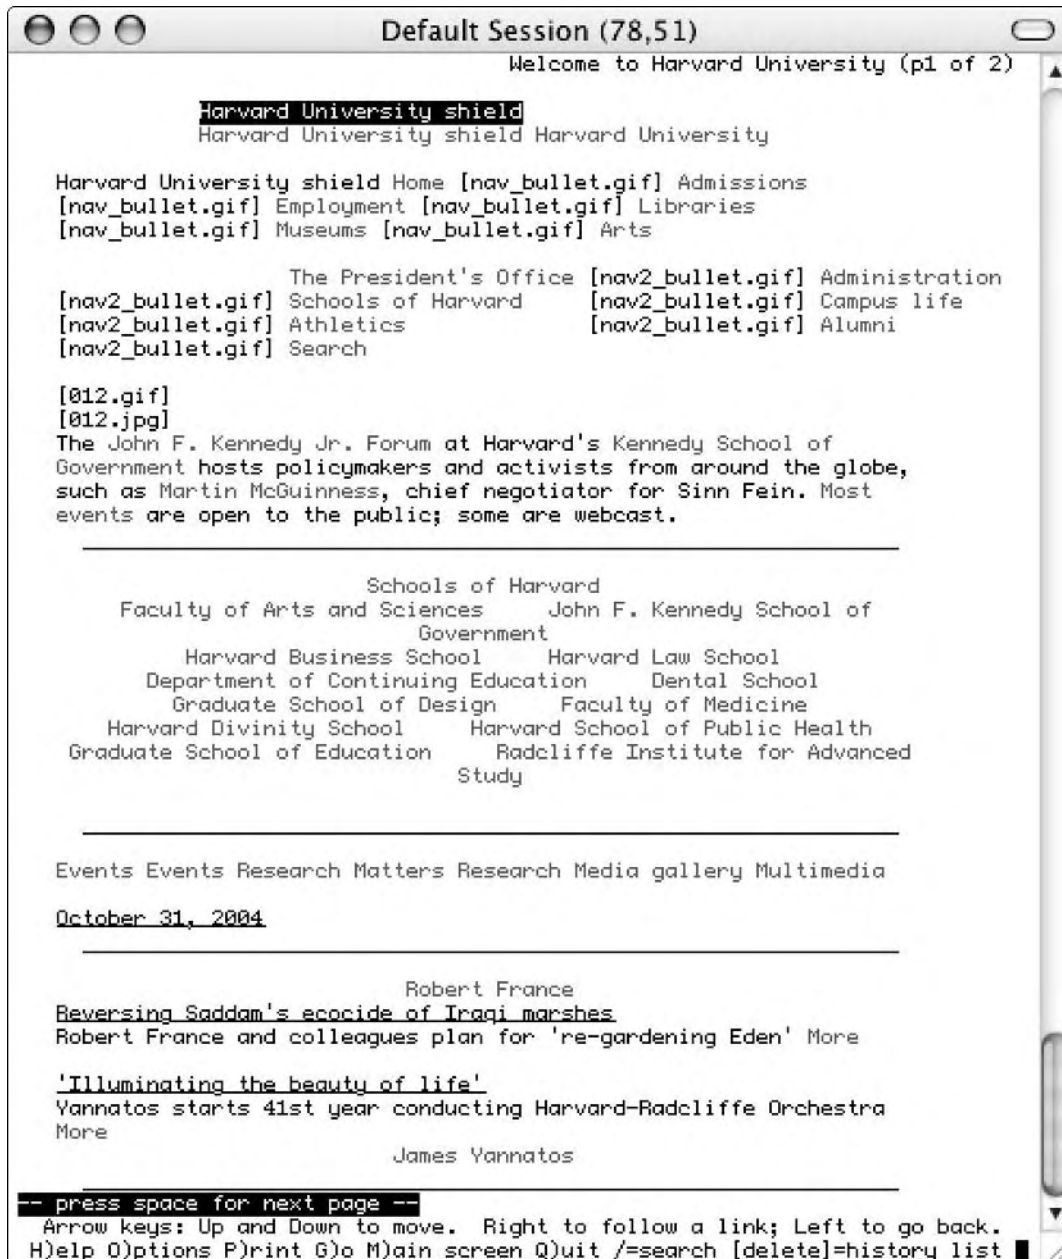 Default Session (78,51)
Welcome to Harvard University (p1 of 2)
Harvard University shield
Harvard University shield Harvard University
Harvard University shield Home [nav_bullet.gif] Admissions
[nav_bullet.gif] Employment [nav_bullet.gif] Libraries
[nav_bullet.gif] Museums [nav_bullet.gif] Arts
The President's Office [nav2_bullet.gif] Administration
[nav2_bullet.gif] Schools of Harvard [nav2_bullet.gif] Campus life
[nav2_bullet.gif] Athletics [nav2_bullet.gif] Alumni
[nav2_bullet.gif] Search
[012.gif]
[012.jpg]
The John F. Kennedy Jr. Forum at Harvard's Kennedy School of
Government hosts policymakers and activists from around the globe,
such as Martin McGuinness, chief negotiator for Sinn Fein. Most
events are open to the public; some are webcast.
Schools of Harvard
Faculty of Arts and Sciences John F. Kennedy School of
Government
Harvard Business School Harvard Law School
Department of Continuing Education Dental School
Graduate School of Design Faculty of Medicine
Harvard Divinity School Harvard School of Public Health
Graduate School of Education Radcliffe Institute for Advanced
Study
Events Events Research Matters Research Media gallery Multimedia
October 31, 2004
Robert France
Reversing Saddam's ecocide of Iraqi marshes
Robert France and colleagues plan for 're-gardening Eden' More
'Illuminating the beauty of life'
Yannatos starts 41st year conducting Harvard-Radcliffe Orchestra
More
James Yannatos
-- press space for next page --
Arrow keys: Up and Down to move. Right to follow a link; Left to go back.
H)elp O)ptions P)rint G)o M)ain screen Q)uit /=search [delete]=history list